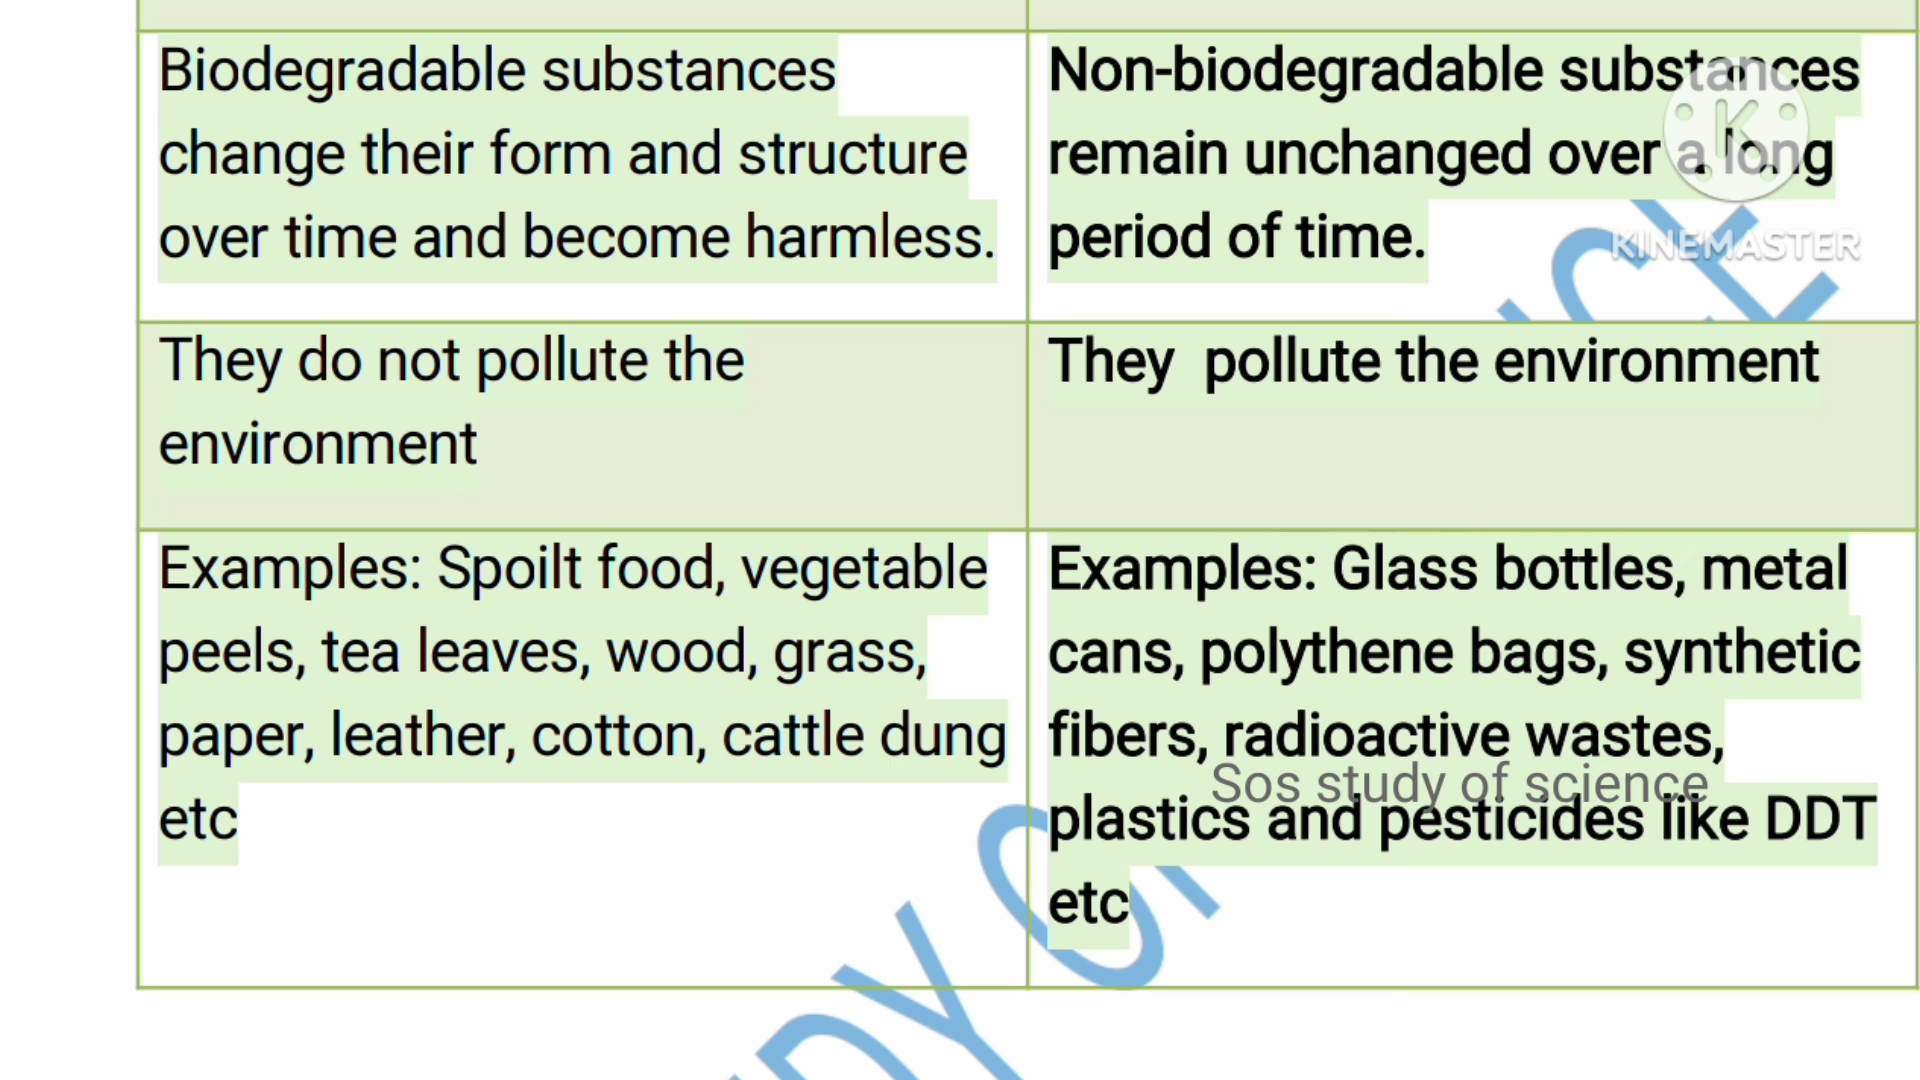 Biodegradable substances
change their form and structure
over time and become harmless.
Non-biodegradable substances
remain unchanged over a long
period of time.
KINEMASTER
They do not pollute the
environment
They pollute the environment
Examples: Spoilt food, vegetable
peels, tea leaves, wood, grass,
paper, leather, cotton, cattle dung
etc
Examples: Glass bottles, metal
cans, polythene bags, synthetic
fibers, radioactive wastes,
Sos study of science
plastics and pesticides like DDT
etc